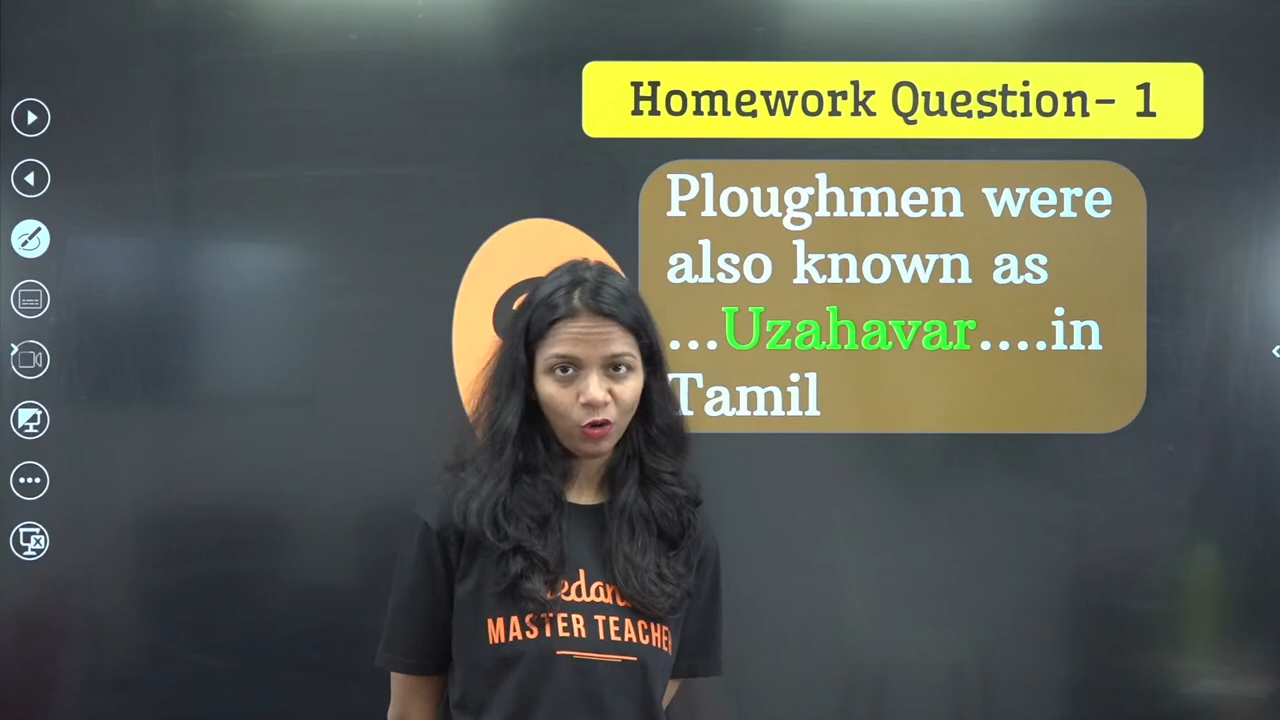 Homework Question- 1
Ploughmen were
also known as
...Uzahavar....in
Tamil
MASTER TEACHER